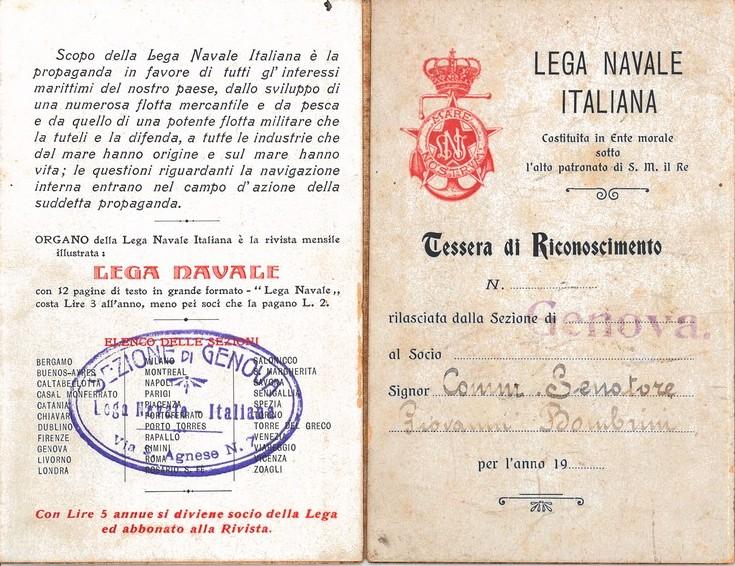 Scopo della Lega Navale Italiana è la
propaganda in favore di tutti gl'interessi
marittimi del nostro paese, dallo sviluppo di
una numerosa flotta mercantile e da pesca
e da quello di una potente flotta militare che
la tuteli e la difenda, a tutte le industrie che
dal mare hanno origine e sul mare hanno
vita; le questioni riguardanti la navigazione
interna entrano nel campo d'azione della
suddetta propaganda.
ORGANO della Lega Navale Italiana è la rivista mensile
illustrata:
LEGA NAVALE
con 12 pagine di testo in grande formato - "Lega Navale„
costa Lire 3 all'anno, meno pei soci che la pagano L. 2.
ELENCO DELLE SEZIONI
BERGAMO
BUENOS-AYRES
CALTABELLOTTA
CASAL MONFERRATO
CATANIA
CHIAVARI
DUBLINO
FIRENZE
GENOVA
LIVORNO
LONDRA
MILANO
MONTREAL
NAPOLI
PARIGI
PIACENZA
PORTOFERRAIO
PORTO TORRES
RAPALLO
RIMINI
ROMA
ROSARIO S. FÈ
SALONICCO
S. MARGHERITA
SAVONA
SENIGALLIA
SPEZIA
TORINO
TORRE DEL GRECO
VENEZIA
VIAREGGIO
VICENZA
ZOAGLI
SEZIONE DI GENOVA
Lega Navale Italiana
Via S. Agnese N. 7
Con Lire 5 annue si diviene socio della Lega
ed abbonato alla Rivista.
MARE NOSTRUM
LEGA NAVALE
ITALIANA
Costituita in Ente morale
sotto
l'alto patronato di S. M. il Re
Tessera di Riconoscimento
N.
rilasciata dalla Sezione di Genova.
al Socio
Signor Comm. Senatore
Giovanni Bombrini
per l'anno 19